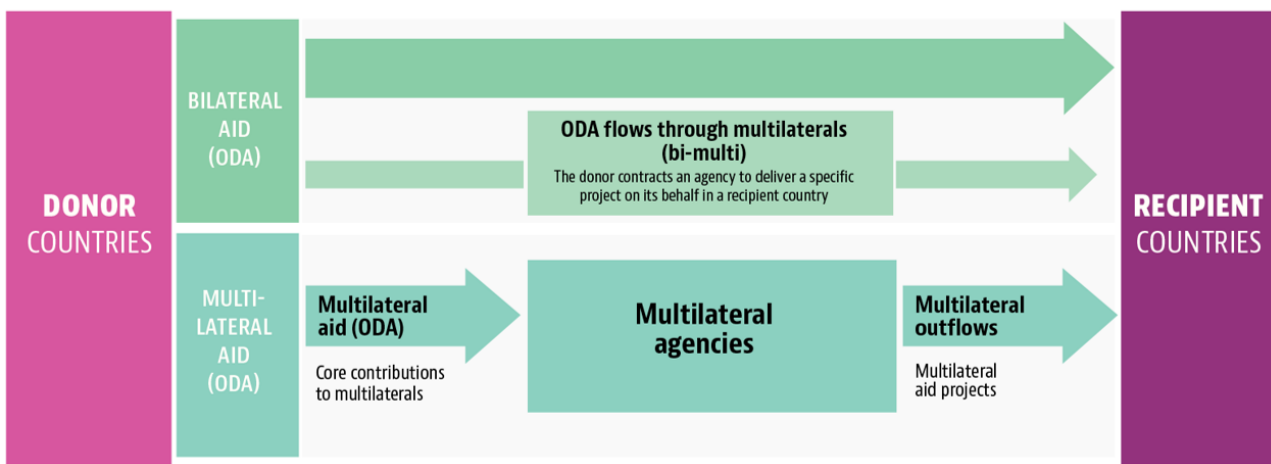 DONOR
COUNTRIES
BILATERAL
AID
(ODA)
ODA flows through multilaterals
(bi-multi)
The donor contracts an agency to deliver a specific
project on its behalf in a recipient country
MULTI-
LATERAL
AID
(ODA)
Multilateral
aid (ODA)
Core contributions
to multilaterals
Multilateral
agencies
Multilateral
outflows
Multilateral
aid projects
RECIPIENT
COUNTRIES